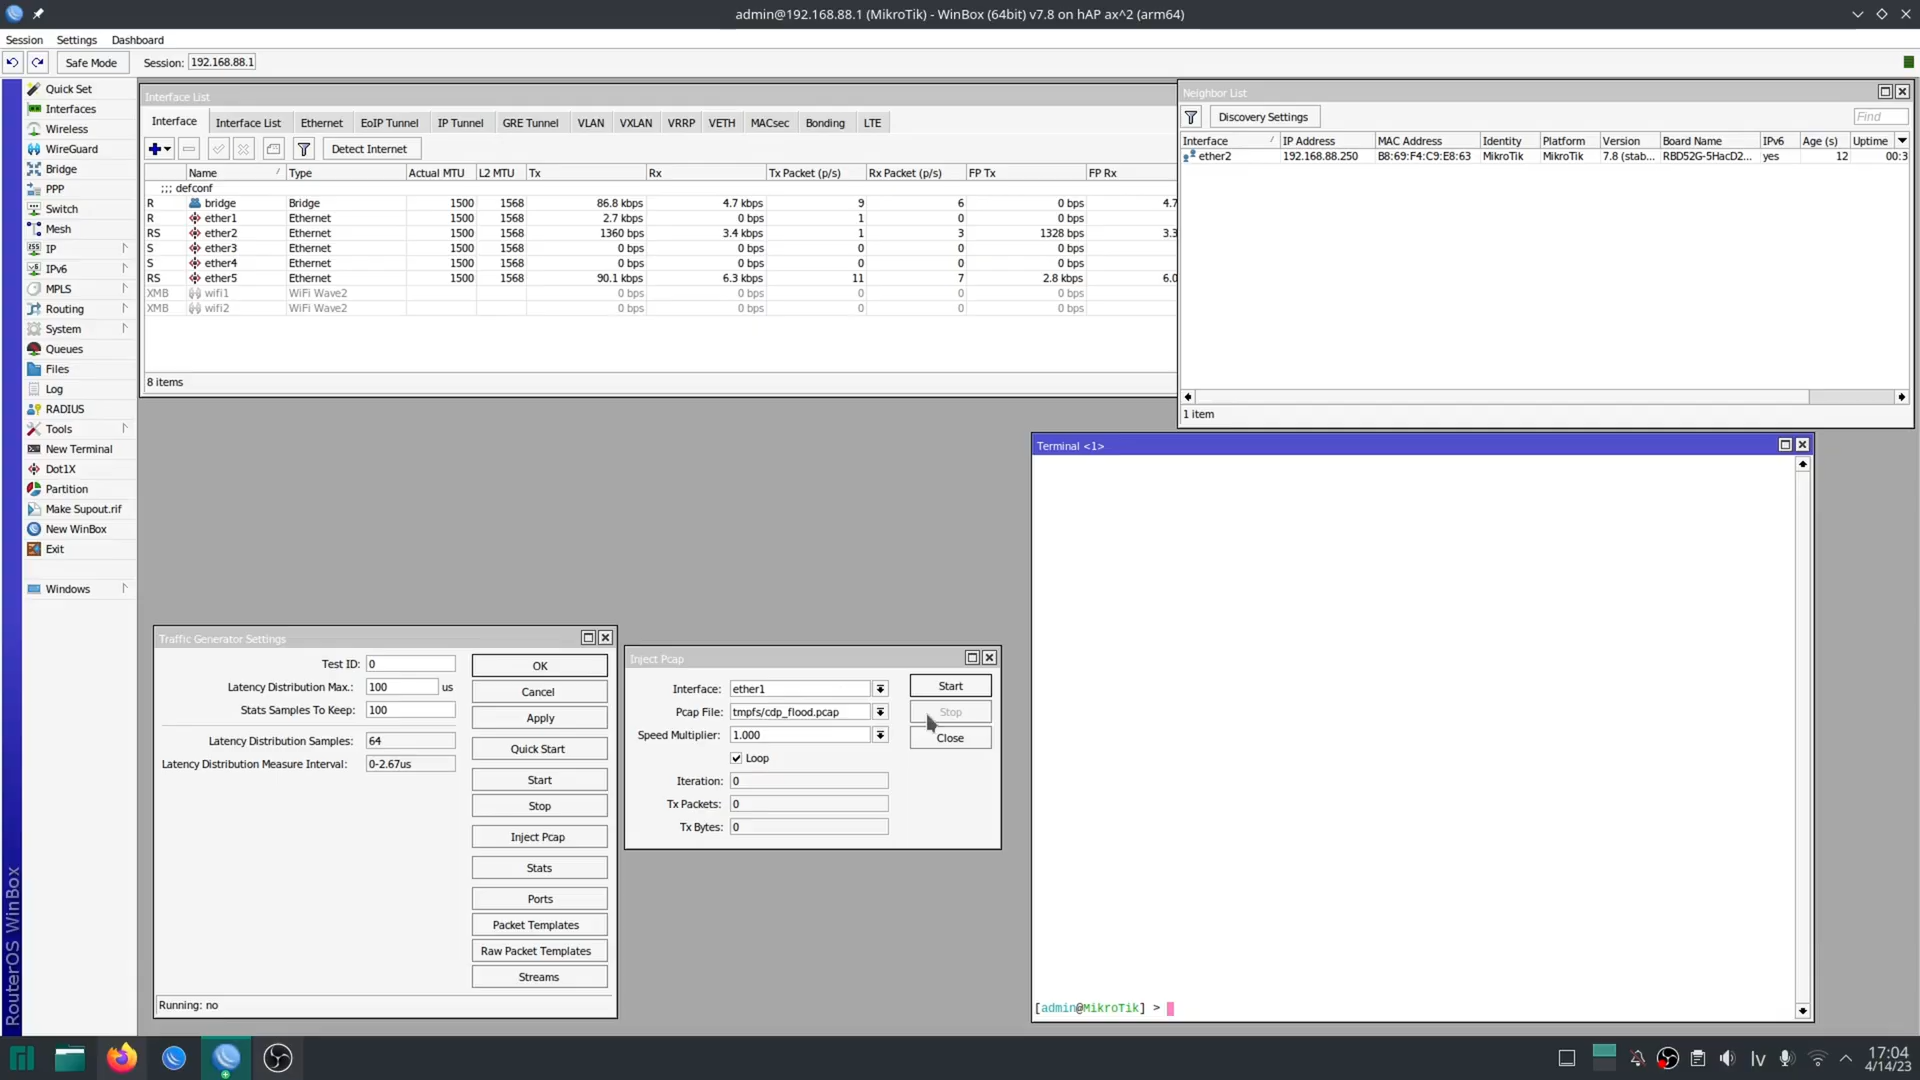 admin@192.168.88.1 (MikroTik) - WinBox (64bit) v7.8 on hAP ax^2 (arm64)
Session Settings Dashboard
Safe Mode Session: 192.168.88.1
Quick Set
Interfaces
Wireless
WireGuard
Bridge
PPP
Switch
Mesh
IP
IPv6
MPLS
Routing
System
Queues
Files
Log
RADIUS
Tools
New Terminal
Dot1X
Partition
Make Supout.rif
New WinBox
Exit
Windows
RouterOS WinBox
Interface List
Interface Interface List Ethernet EoIP Tunnel IP Tunnel GRE Tunnel VLAN VXLAN VRRP VETH MACsec Bonding LTE
Detect Internet
Name Type Actual MTU L2 MTU Tx Rx Tx Packet (p/s) Rx Packet (p/s) FP Tx FP Rx
;;; defconf
R bridge Bridge 1500 1568 86.8 kbps 4.7 kbps 9 6 0 bps 4.7
R ether1 Ethernet 1500 1568 2.7 kbps 0 bps 1 0 0 bps
RS ether2 Ethernet 1500 1568 1360 bps 3.4 kbps 1 3 1328 bps 3.3
S ether3 Ethernet 1500 1568 0 bps 0 bps 0 0 0 bps
S ether4 Ethernet 1500 1568 0 bps 0 bps 0 0 0 bps
RS ether5 Ethernet 1500 1568 90.1 kbps 6.3 kbps 11 7 2.8 kbps 6.0
XMB wifi1 WiFi Wave2 0 bps 0 bps 0 0 0 bps
XMB wifi2 WiFi Wave2 0 bps 0 bps 0 0 0 bps
8 items
Neighbor List
Discovery Settings Find
Interface IP Address MAC Address Identity Platform Version Board Name IPv6 Age (s) Uptime
ether2 192.168.88.250 B8:69:F4:C9:E8:63 MikroTik MikroTik 7.8 (stab... RBD52G-5HacD2... yes 12 00:3
1 item
Traffic Generator Settings
Test ID: 0
Latency Distribution Max.: 100 us
Stats Samples To Keep: 100
Latency Distribution Samples: 64
Latency Distribution Measure Interval: 0-2.67us
OK
Cancel
Apply
Quick Start
Start
Stop
Inject Pcap
Stats
Ports
Packet Templates
Raw Packet Templates
Streams
Running: no
Inject Pcap
Interface: ether1
Pcap File: tmpfs/cdp_flood.pcap
Speed Multiplier: 1.000
Loop
Iteration: 0
Tx Packets: 0
Tx Bytes: 0
Start
Stop
Close
Terminal <1>
[admin@MikroTik] >
lv
17:04
4/14/23